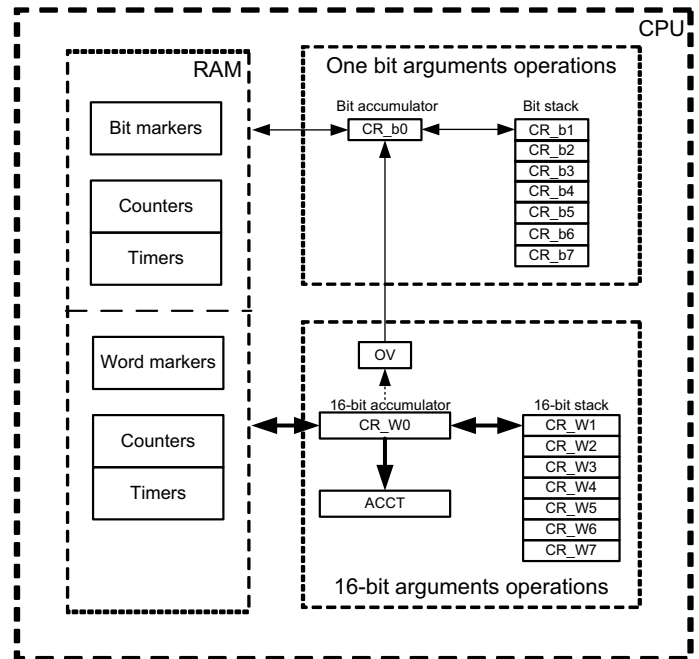 CPU
RAM
One bit arguments operations
Bit accumulator
Bit stack
Bit markers
CR_b0
CR_b1
CR_b2
CR_b3
CR_b4
CR_b5
CR_b6
CR_b7
Counters
Timers
Word markers
OV
16-bit accumulator
16-bit stack
CR_W0
CR_W1
CR_W2
CR_W3
CR_W4
CR_W5
CR_W6
CR_W7
Counters
Timers
ACCT
16-bit arguments operations